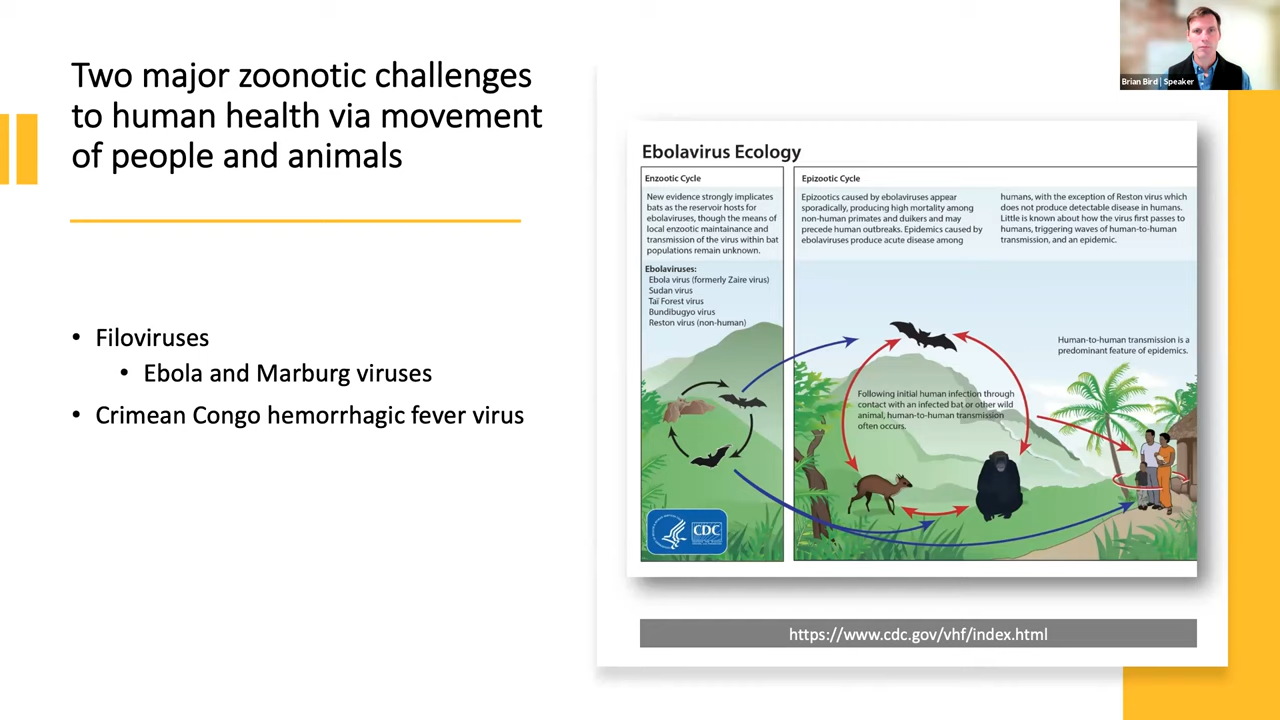 Two major zoonotic challenges
to human health via movement
of people and animals
• Filoviruses
• Ebola and Marburg viruses
• Crimean Congo hemorrhagic fever virus
Brian Bird | Speaker
Ebolavirus Ecology
Enzootic Cycle
New evidence strongly implicates
bats as the reservoir hosts for
ebolaviruses, though the means of
local enzootic maintainance and
transmission of the virus within bat
populations remain unknown.
Ebolaviruses:
Ebola virus (formerly Zaire virus)
Sudan virus
Taï Forest virus
Bundibugyo virus
Reston virus (non-human)
Epizootic Cycle
Epizootics caused by ebolaviruses appear
sporadically, producing high mortality among
non-human primates and duikers and may
precede human outbreaks. Epidemics caused by
ebolaviruses produce acute disease among
humans, with the exception of Reston virus which
does not produce detectable disease in humans.
Little is known about how the virus first passes to
humans, triggering waves of human-to-human
transmission, and an epidemic.
Human-to-human transmission is a
predominant feature of epidemics.
Following initial human infection through
contact with an infected bat or other wild
animal, human-to-human transmission
often occurs.
CDC
https://www.cdc.gov/vhf/index.html